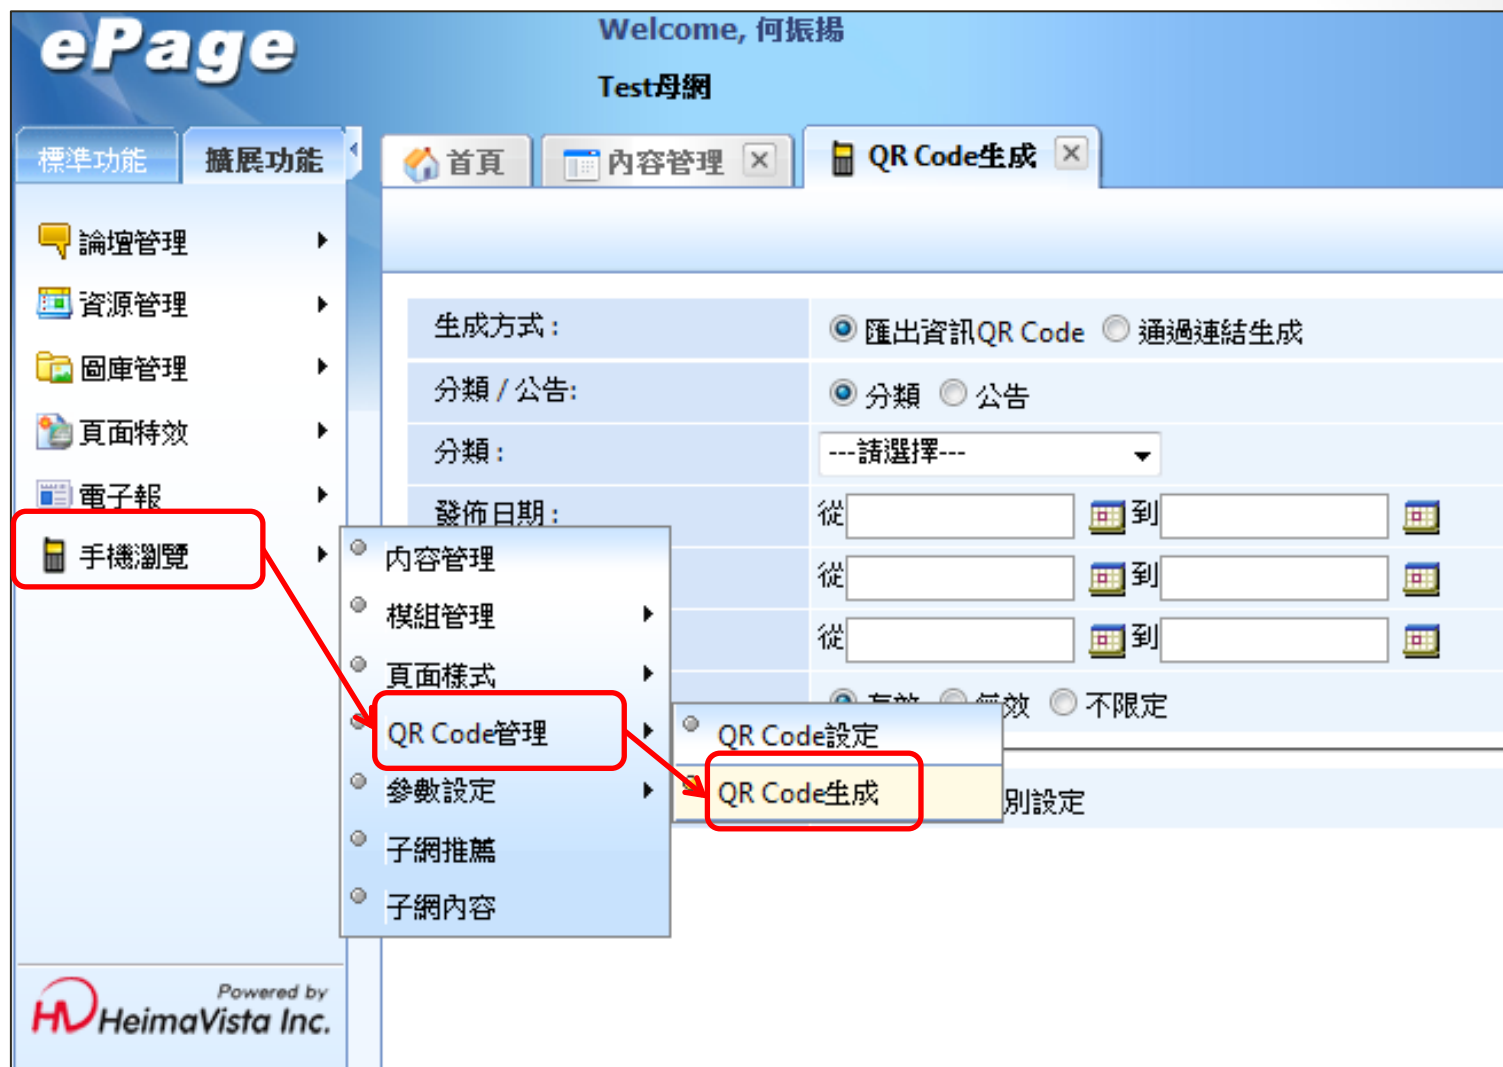 ePage
Welcome, 何振揚
Test母網
標準功能
擴展功能
首頁
內容管理
QR Code生成
論壇管理
資源管理
圖庫管理
頁面特效
電子報
手機瀏覽
生成方式 :
匯出資訊QR Code 通過連結生成
分類 / 公告:
分類 公告
分類 :
---請選擇---
發佈日期 :
從 到
從 到
從 到
有效 無效 不限定
別設定
內容管理
模組管理
頁面樣式
QR Code管理
參數設定
子網推薦
子網內容
QR Code設定
QR Code生成
Powered by
HeimaVista Inc.